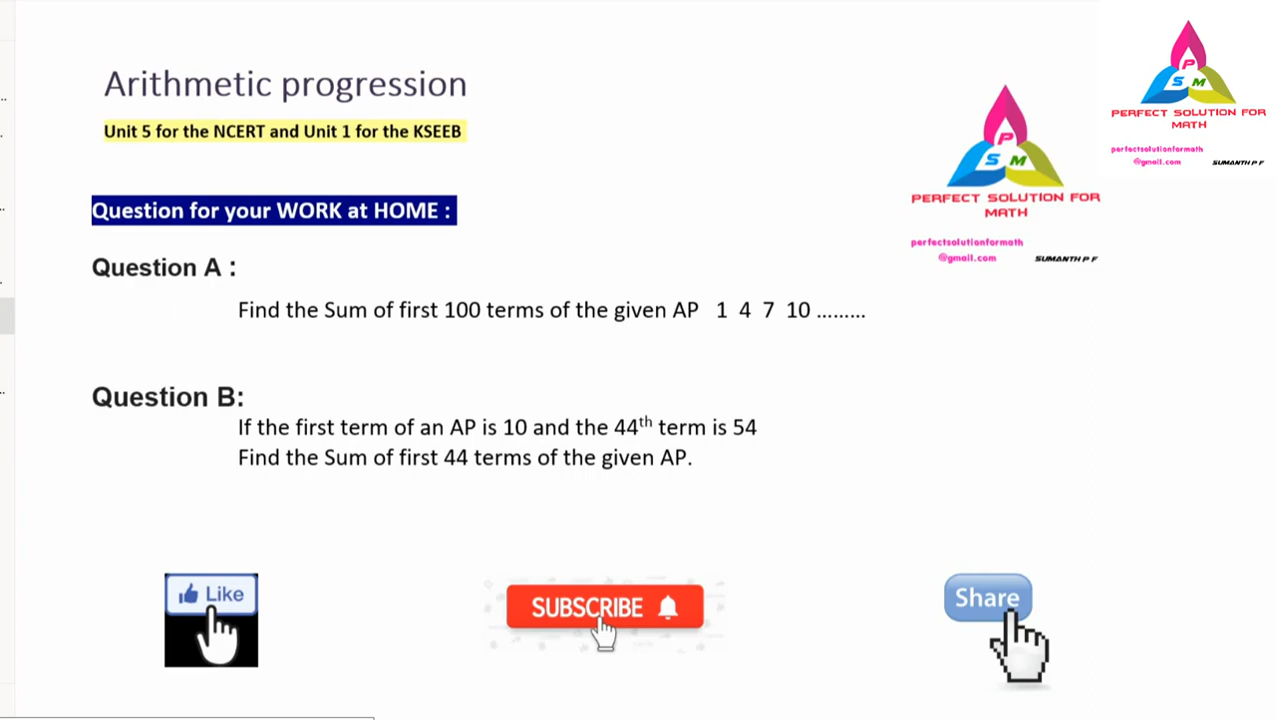 Arithmetic progression
Unit 5 for the NCERT and Unit 1 for the KSEEB
Question for your WORK at HOME :
Question A :
Find the Sum of first 100 terms of the given AP 1 4 7 10 .........
Question B:
If the first term of an AP is 10 and the 44th term is 54
Find the Sum of first 44 terms of the given AP.
P
S M
PERFECT SOLUTION FOR
MATH
perfectsolutionformath
@gmail.com SUMANTH P F
P
S M
PERFECT SOLUTION FOR
MATH
perfectsolutionformath
@gmail.com SUMANTH P F
Like
SUBSCRIBE
Share